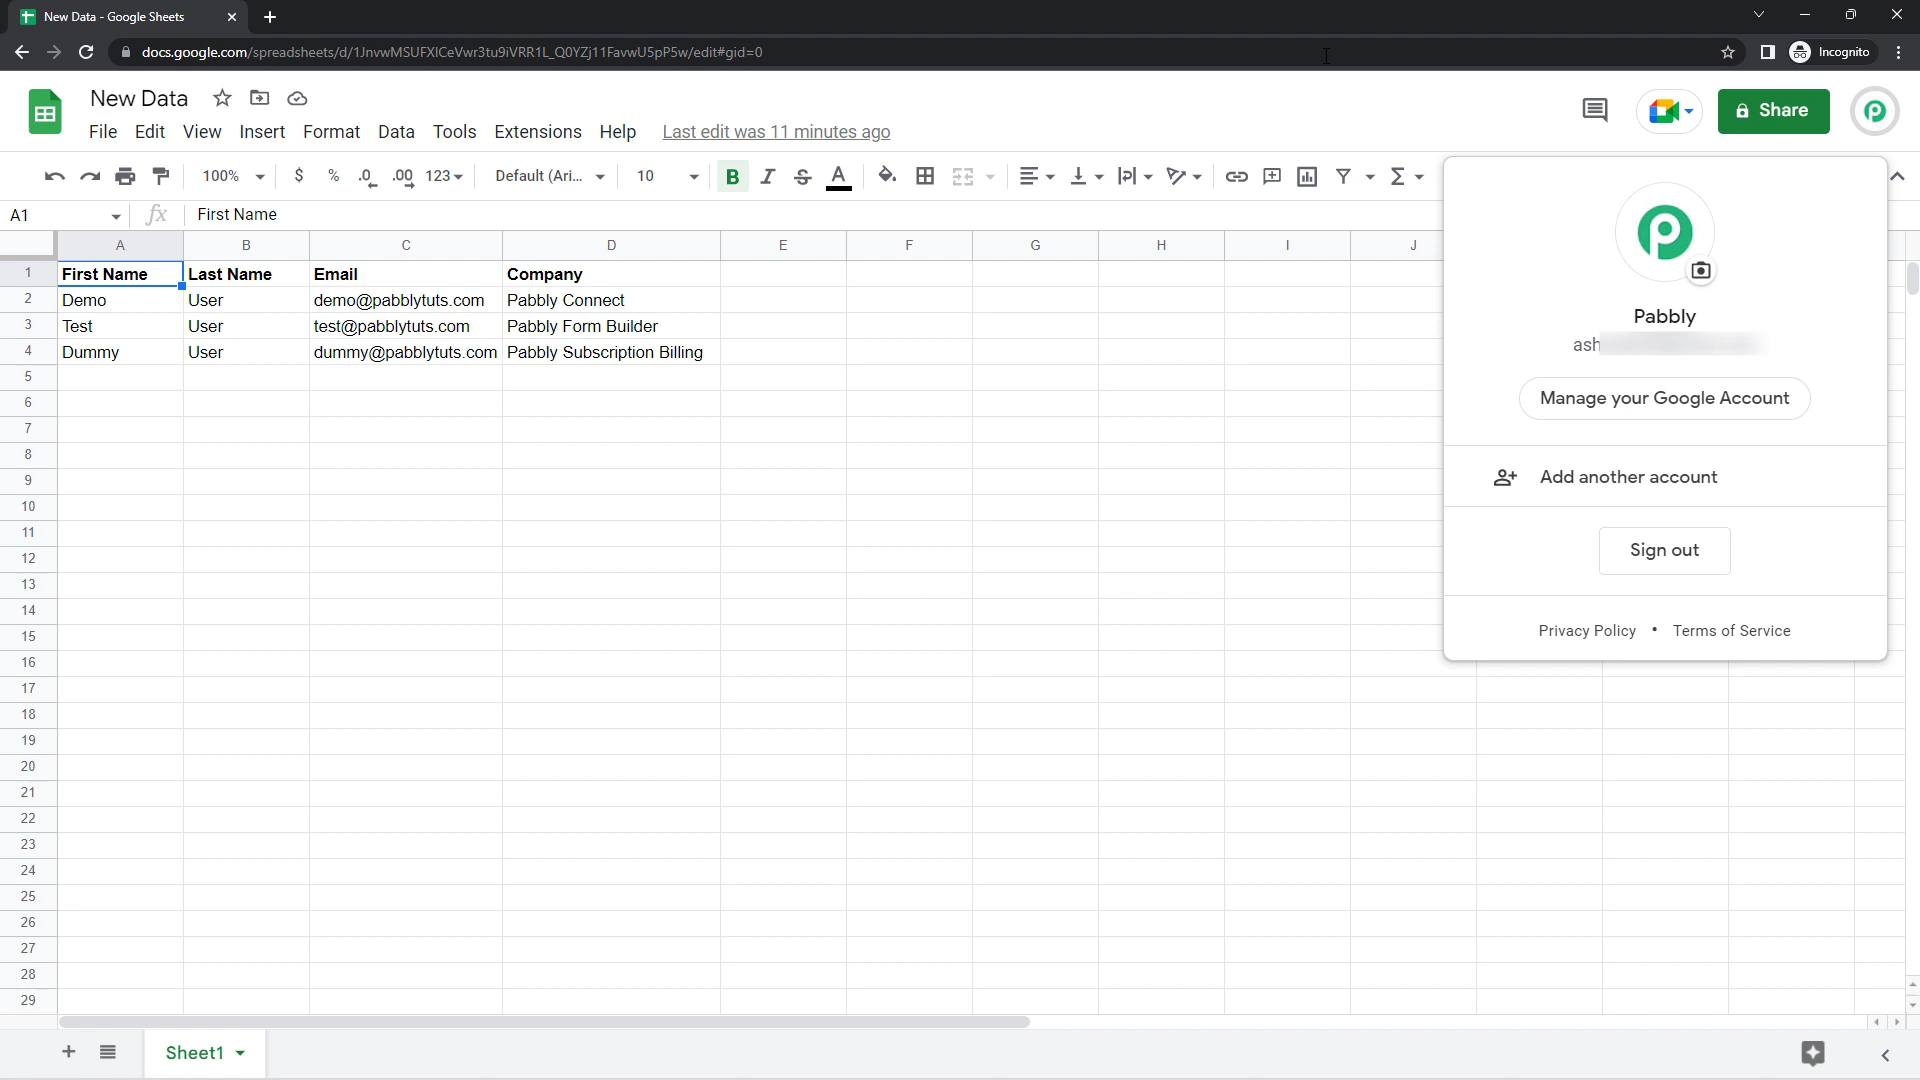 New Data - Google Sheets
docs.google.com/spreadsheets/d/1JnvwMSUFXICeVwr3tu9iVRR1L_Q0YZj11FavwU5pP5w/edit#gid=0
Incognito
New Data
File Edit View Insert Format Data Tools Extensions Help Last edit was 11 minutes ago
Share
100% $ % .0 .00 123 Default (Ari... 10 B I S A
A1 fx First Name
A B C D E F G H I J
1 First Name Last Name Email Company
2 Demo User demo@pabblytuts.com Pabbly Connect
3 Test User test@pabblytuts.com Pabbly Form Builder
4 Dummy User dummy@pabblytuts.com Pabbly Subscription Billing
5
6
7
8
9
10
11
12
13
14
15
16
17
18
19
20
21
22
23
24
25
26
27
28
29
Pabbly
ash
Manage your Google Account
Add another account
Sign out
Privacy Policy • Terms of Service
Sheet1